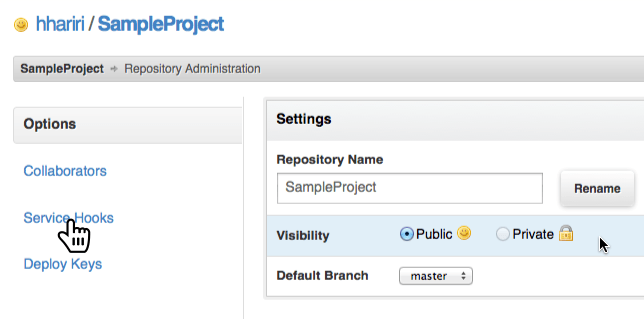 hhariri / SampleProject
SampleProject → Repository Administration
Options
Collaborators
Service Hooks
Deploy Keys
Settings
Repository Name
SampleProject
Rename
Visibility Public Private
Default Branch master